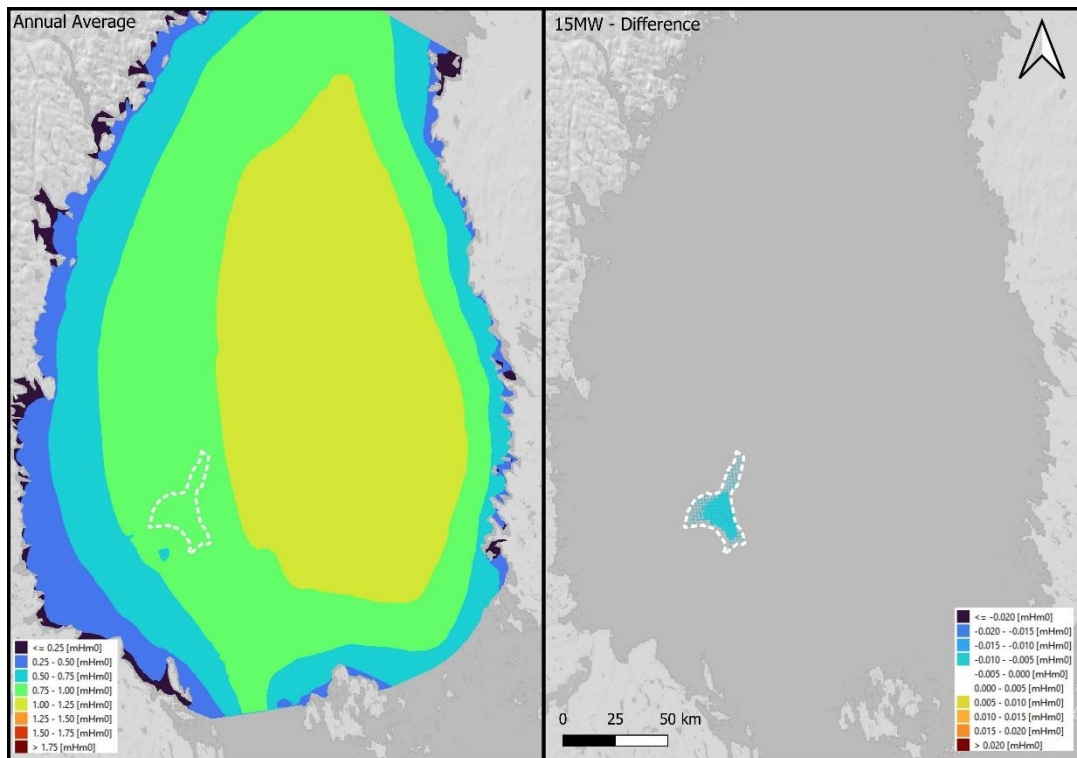 Annual Average
15MW - Difference
<= 0.25 [mHm0]
0.25 - 0.50 [mHm0]
0.50 - 0.75 [mHm0]
0.75 - 1.00 [mHm0]
1.00 - 1.25 [mHm0]
1.25 - 1.50 [mHm0]
1.50 - 1.75 [mHm0]
> 1.75 [mHm0]
0 25 50 km
<= -0.020 [mHm0]
-0.020 - -0.015 [mHm0]
-0.015 - -0.010 [mHm0]
-0.010 - -0.005 [mHm0]
-0.005 - 0.000 [mHm0]
0.000 - 0.005 [mHm0]
0.005 - 0.010 [mHm0]
0.010 - 0.015 [mHm0]
0.015 - 0.020 [mHm0]
> 0.020 [mHm0]